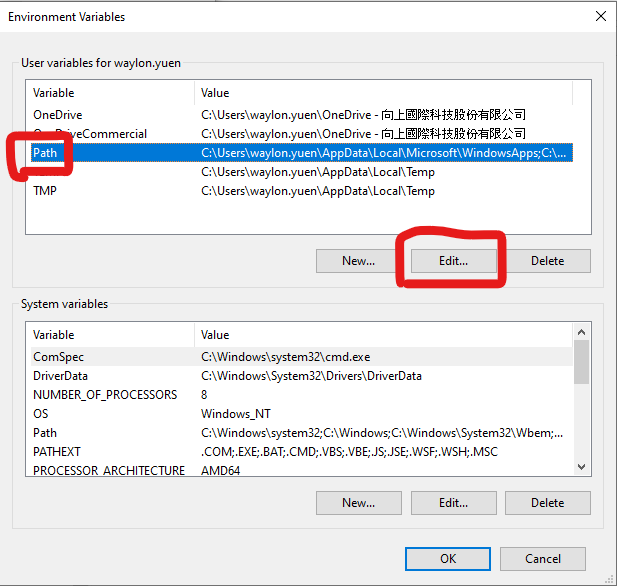 Environment Variables
User variables for waylon.yuen
Variable Value
OneDrive C:\Users\waylon.yuen\OneDrive - 向上國際科技股份有限公司
OneDriveCommercial C:\Users\waylon.yuen\OneDrive - 向上國際科技股份有限公司
Path C:\Users\waylon.yuen\AppData\Local\Microsoft\WindowsApps;C:\...
C:\Users\waylon.yuen\AppData\Local\Temp
TMP C:\Users\waylon.yuen\AppData\Local\Temp
New... Edit... Delete
System variables
Variable Value
ComSpec C:\Windows\system32\cmd.exe
DriverData C:\Windows\System32\Drivers\DriverData
NUMBER_OF_PROCESSORS 8
OS Windows_NT
Path C:\Windows\system32;C:\Windows;C:\Windows\System32\Wbem;...
PATHEXT .COM;.EXE;.BAT;.CMD;.VBS;.VBE;.JS;.JSE;.WSF;.WSH;.MSC
PROCESSOR_ARCHITECTURE AMD64
New... Edit... Delete
OK Cancel